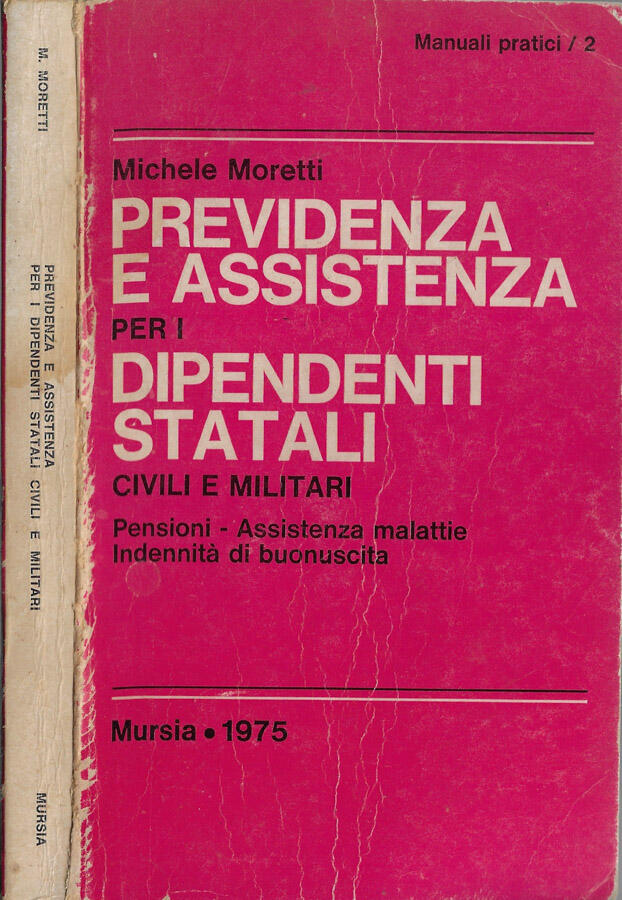 M. MORETTI
PREVIDENZA E ASSISTENZA
PER I DIPENDENTI STATALI CIVILI E MILITARI
MURSIA
Manuali pratici / 2
Michele Moretti
PREVIDENZA
E ASSISTENZA
PER I
DIPENDENTI
STATALI
CIVILI E MILITARI
Pensioni - Assistenza malattie
Indennità di buonuscita
Mursia • 1975